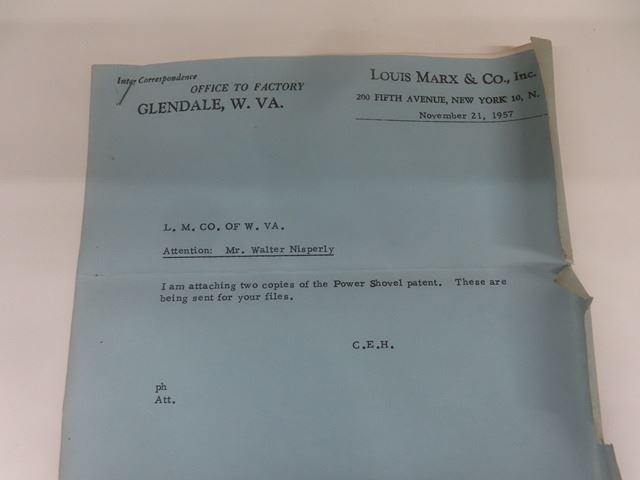 Inter Correspondence
OFFICE TO FACTORY
GLENDALE, W. VA.
LOUIS MARX & CO., INC.
200 FIFTH AVENUE, NEW YORK 10, N.
November 21, 1957
L. M. CO. OF W. VA.
Attention: Mr. Walter Nisperly
I am attaching two copies of the Power Shovel patent. These are
being sent for your files.
C.E.H.
ph
Att.